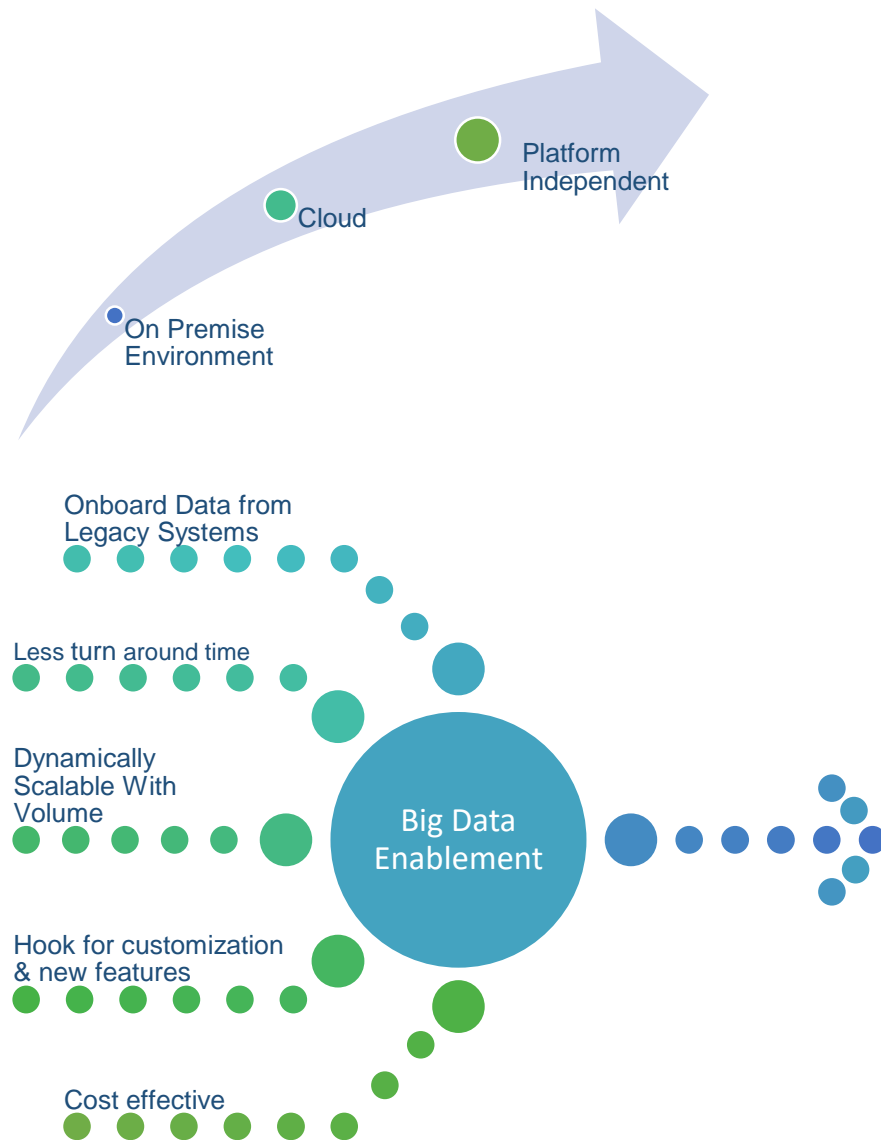 Platform
Independent
Cloud
On Premise
Environment
Onboard Data from
Legacy Systems
Less turn around time
Dynamically
Scalable With
Volume
Big Data
Enablement
Hook for customization
& new features
Cost effective